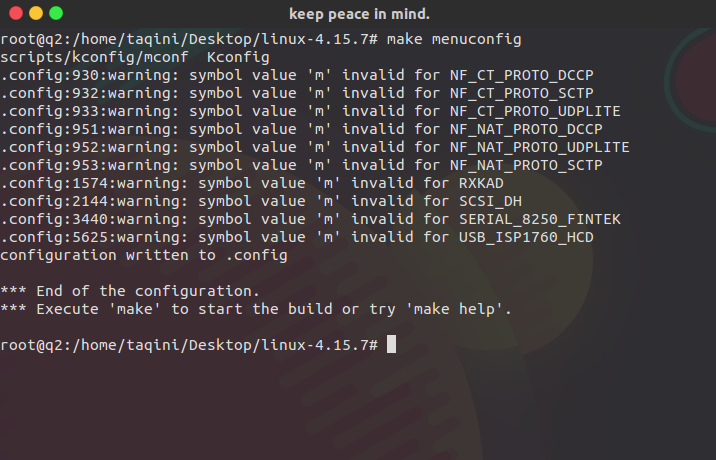 keep peace in mind.
root@q2:/home/taqini/Desktop/linux-4.15.7# make menuconfig
scripts/kconfig/mconf  Kconfig
.config:930:warning: symbol value 'm' invalid for NF_CT_PROTO_DCCP
.config:932:warning: symbol value 'm' invalid for NF_CT_PROTO_SCTP
.config:933:warning: symbol value 'm' invalid for NF_CT_PROTO_UDPLITE
.config:951:warning: symbol value 'm' invalid for NF_NAT_PROTO_DCCP
.config:952:warning: symbol value 'm' invalid for NF_NAT_PROTO_UDPLITE
.config:953:warning: symbol value 'm' invalid for NF_NAT_PROTO_SCTP
.config:1574:warning: symbol value 'm' invalid for RXKAD
.config:2144:warning: symbol value 'm' invalid for SCSI_DH
.config:3440:warning: symbol value 'm' invalid for SERIAL_8250_FINTEK
.config:5625:warning: symbol value 'm' invalid for USB_ISP1760_HCD
configuration written to .config
*** End of the configuration.
*** Execute 'make' to start the build or try 'make help'.
root@q2:/home/taqini/Desktop/linux-4.15.7#